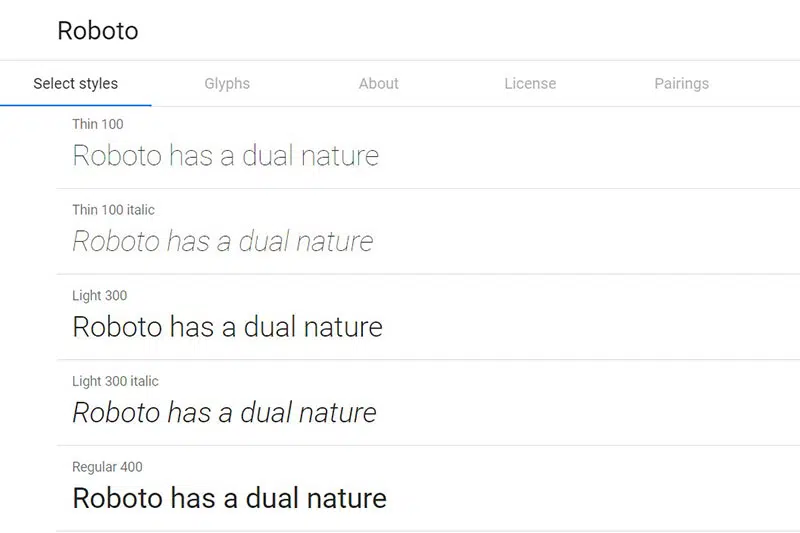 Roboto
Select styles Glyphs About License Pairings
Thin 100
Roboto has a dual nature
Thin 100 italic
Roboto has a dual nature
Light 300
Roboto has a dual nature
Light 300 italic
Roboto has a dual nature
Regular 400
Roboto has a dual nature